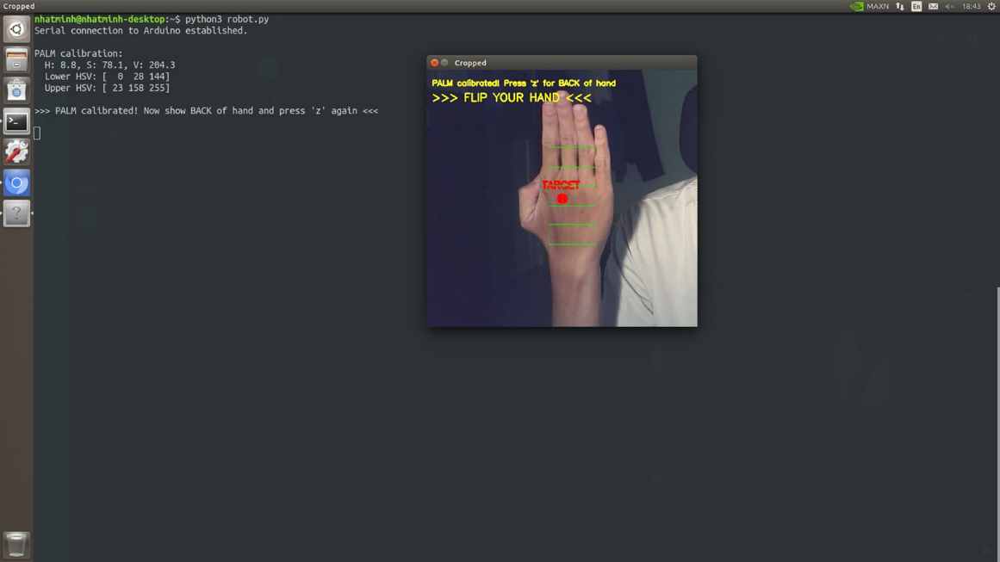 Cropped
MAXN En 18:43
nhatminh@nhatminh-desktop:~$ python3 robot.py
Serial connection to Arduino established.
PALM calibration:
H: 8.8, S: 78.1, V: 204.3
Lower HSV: [  0  28 144]
Upper HSV: [ 23 158 255]
>>> PALM calibrated! Now show BACK of hand and press 'z' again <<<
Cropped
PALM calibrated! Press 'z' for BACK of hand
>>> FLIP YOUR HAND <<<
TARGET